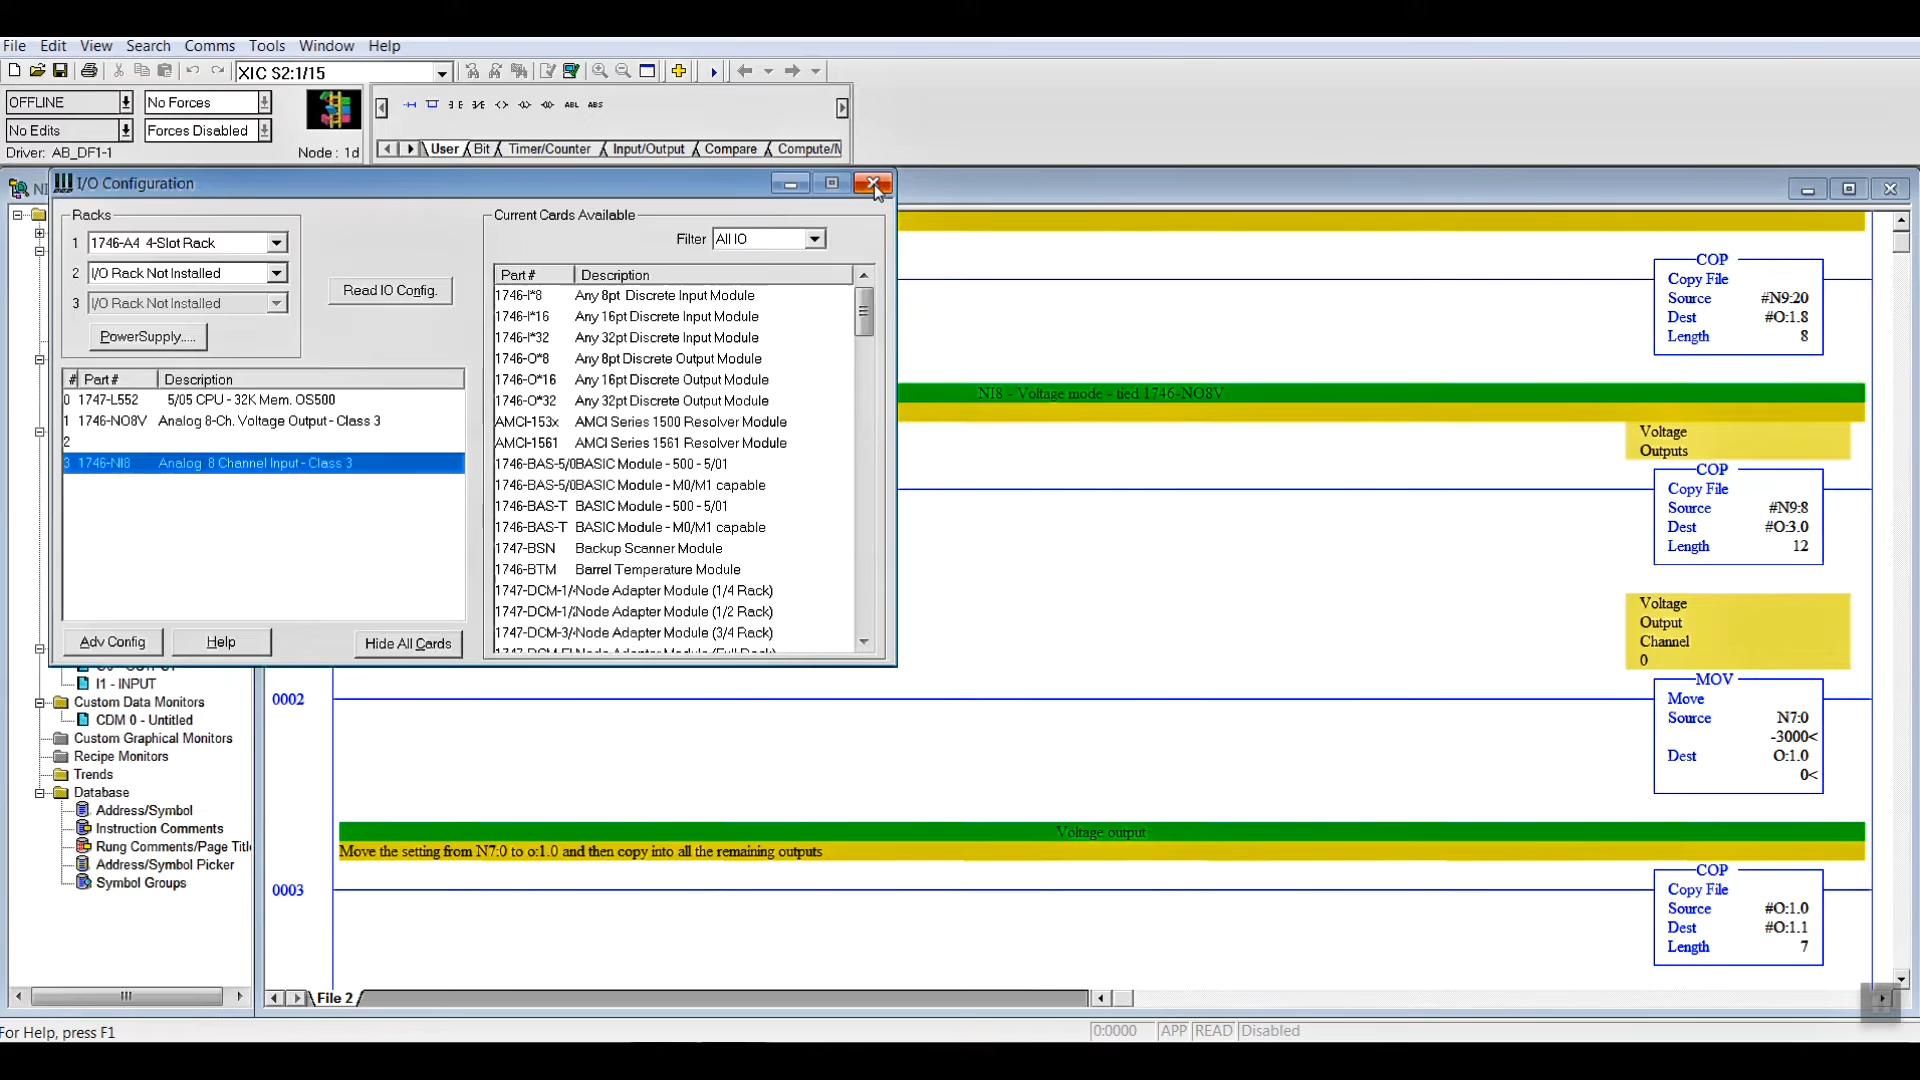 File Edit View Search Comms Tools Window Help
XIC S2:1/15
OFFLINE No Forces
No Edits Forces Disabled
Driver: AB_DF1-1 Node : 1d
User Bit Timer/Counter Input/Output Compare
ABL ABS
NI
I/O Configuration
Racks
1 1746-A4 4-Slot Rack
2 I/O Rack Not Installed
3 I/O Rack Not Installed
PowerSupply.....
Read IO Config.
# Part# Description
0 1747-L552 5/05 CPU - 32K Mem. OS500
1 1746-NO8V Analog 8-Ch. Voltage Output - Class 3
2
3 1746-NI8 Analog 8 Channel Input - Class 3
Adv Config Help Hide All Cards
Current Cards Available
Filter All IO
Part # Description
1746-I*8 Any 8pt Discrete Input Module
1746-I*16 Any 16pt Discrete Input Module
1746-I*32 Any 32pt Discrete Input Module
1746-O*8 Any 8pt Discrete Output Module
1746-O*16 Any 16pt Discrete Output Module
1746-O*32 Any 32pt Discrete Output Module
AMCI-153x AMCI Series 1500 Resolver Module
AMCI-1561 AMCI Series 1561 Resolver Module
1746-BAS-5/0 BASIC Module - 500 - 5/01
1746-BAS-5/0 BASIC Module - M0/M1 capable
1746-BAS-T BASIC Module - 500 - 5/01
1746-BAS-T BASIC Module - M0/M1 capable
1747-BSN Backup Scanner Module
1746-BTM Barrel Temperature Module
1747-DCM-1/ Node Adapter Module (1/4 Rack)
1747-DCM-1/ Node Adapter Module (1/2 Rack)
1747-DCM-3/ Node Adapter Module (3/4 Rack)
I1 - INPUT
Custom Data Monitors
CDM 0 - Untitled
Custom Graphical Monitors
Recipe Monitors
Trends
Database
Address/Symbol
Instruction Comments
Rung Comments/Page Title
Address/Symbol Picker
Symbol Groups
COP
Copy File
Source #N9:20
Dest #O:1.8
Length 8
NI8 - Voltage mode - tied 1746-NO8V
Voltage
Outputs
COP
Copy File
Source #N9:8
Dest #O:3.0
Length 12
Voltage
Output
Channel
0
0002
MOV
Move
Source N7:0
-3000<
Dest O:1.0
0<
Voltage output
Move the setting from N7:0 to o:1.0 and then copy into all the remaining outputs
0003
COP
Copy File
Source #O:1.0
Dest #O:1.1
Length 7
File 2
For Help, press F1
0:0000 APP READ Disabled